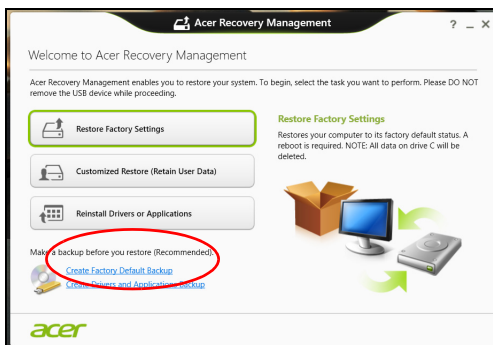 Acer Recovery Management
? _ X
Welcome to Acer Recovery Management
Acer Recovery Management enables you to restore your system. To begin, select the task you want to perform. Please DO NOT
remove the USB device while proceeding.
Restore Factory Settings
Customized Restore (Retain User Data)
Reinstall Drivers or Applications
Restore Factory Settings
Restores your computer to its factory default status. A
reboot is required. NOTE: All data on drive C will be
deleted.
Make a backup before you restore (Recommended).
Create Factory Default Backup
Create Drivers and Applications Backup
acer